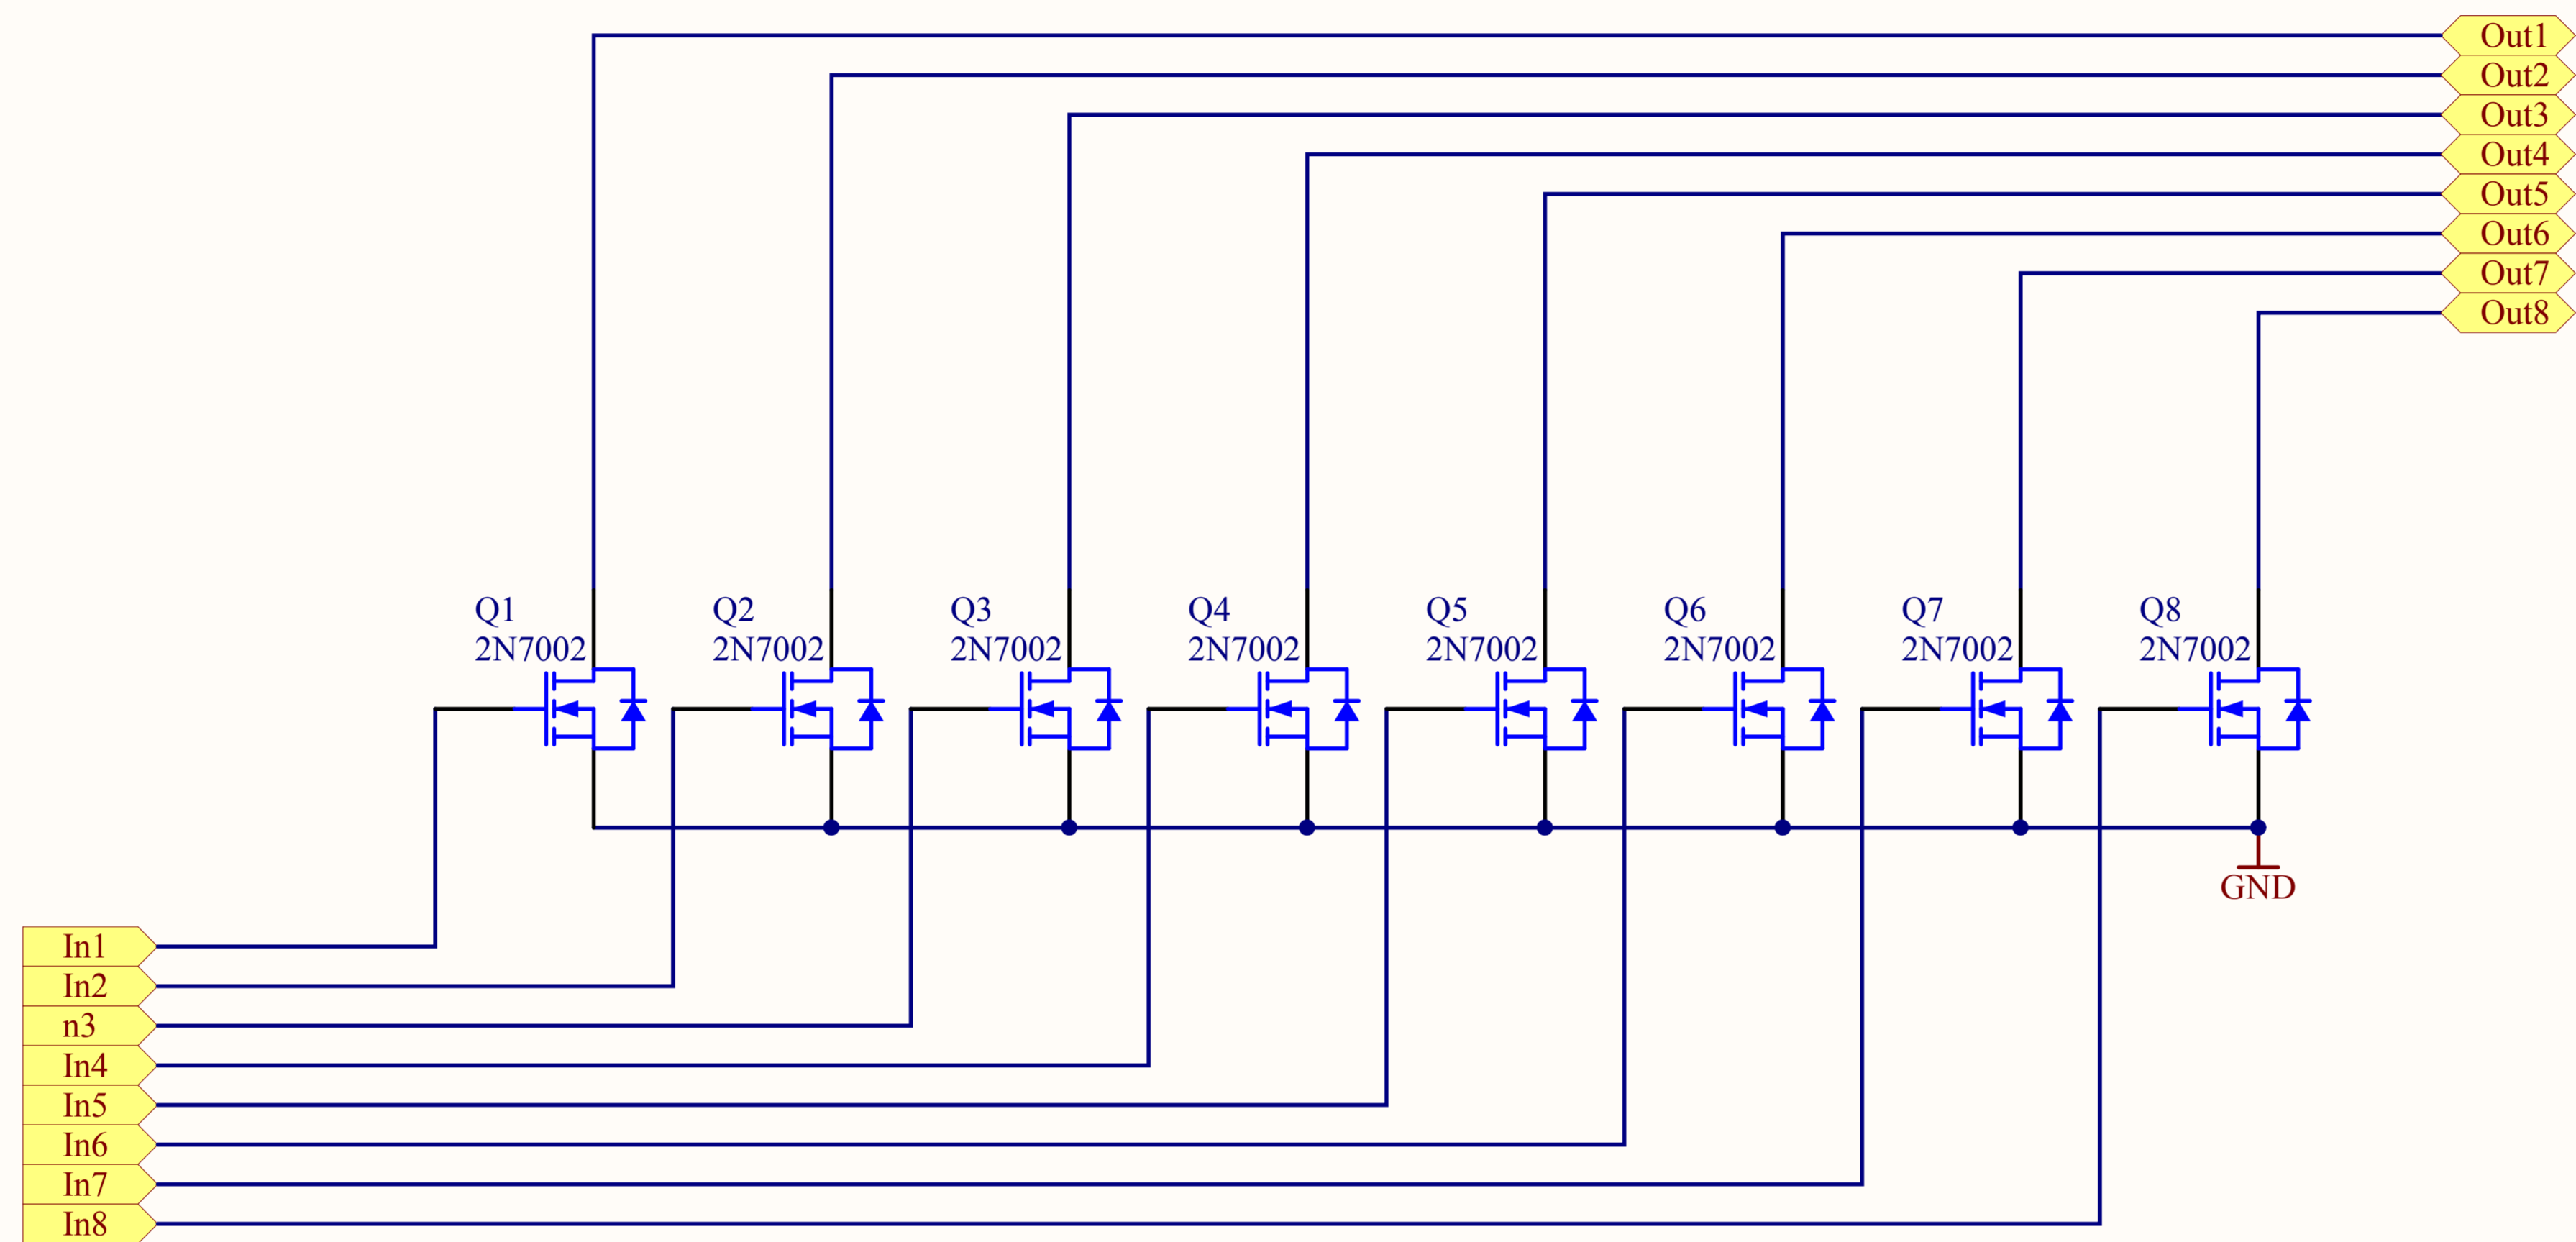 Out1
Out2
Out3
Out4
Out5
Out6
Out7
Out8
Q1
2N7002
Q2
2N7002
Q3
2N7002
Q4
2N7002
Q5
2N7002
Q6
2N7002
Q7
2N7002
Q8
2N7002
GND
In1
In2
n3
In4
In5
In6
In7
In8